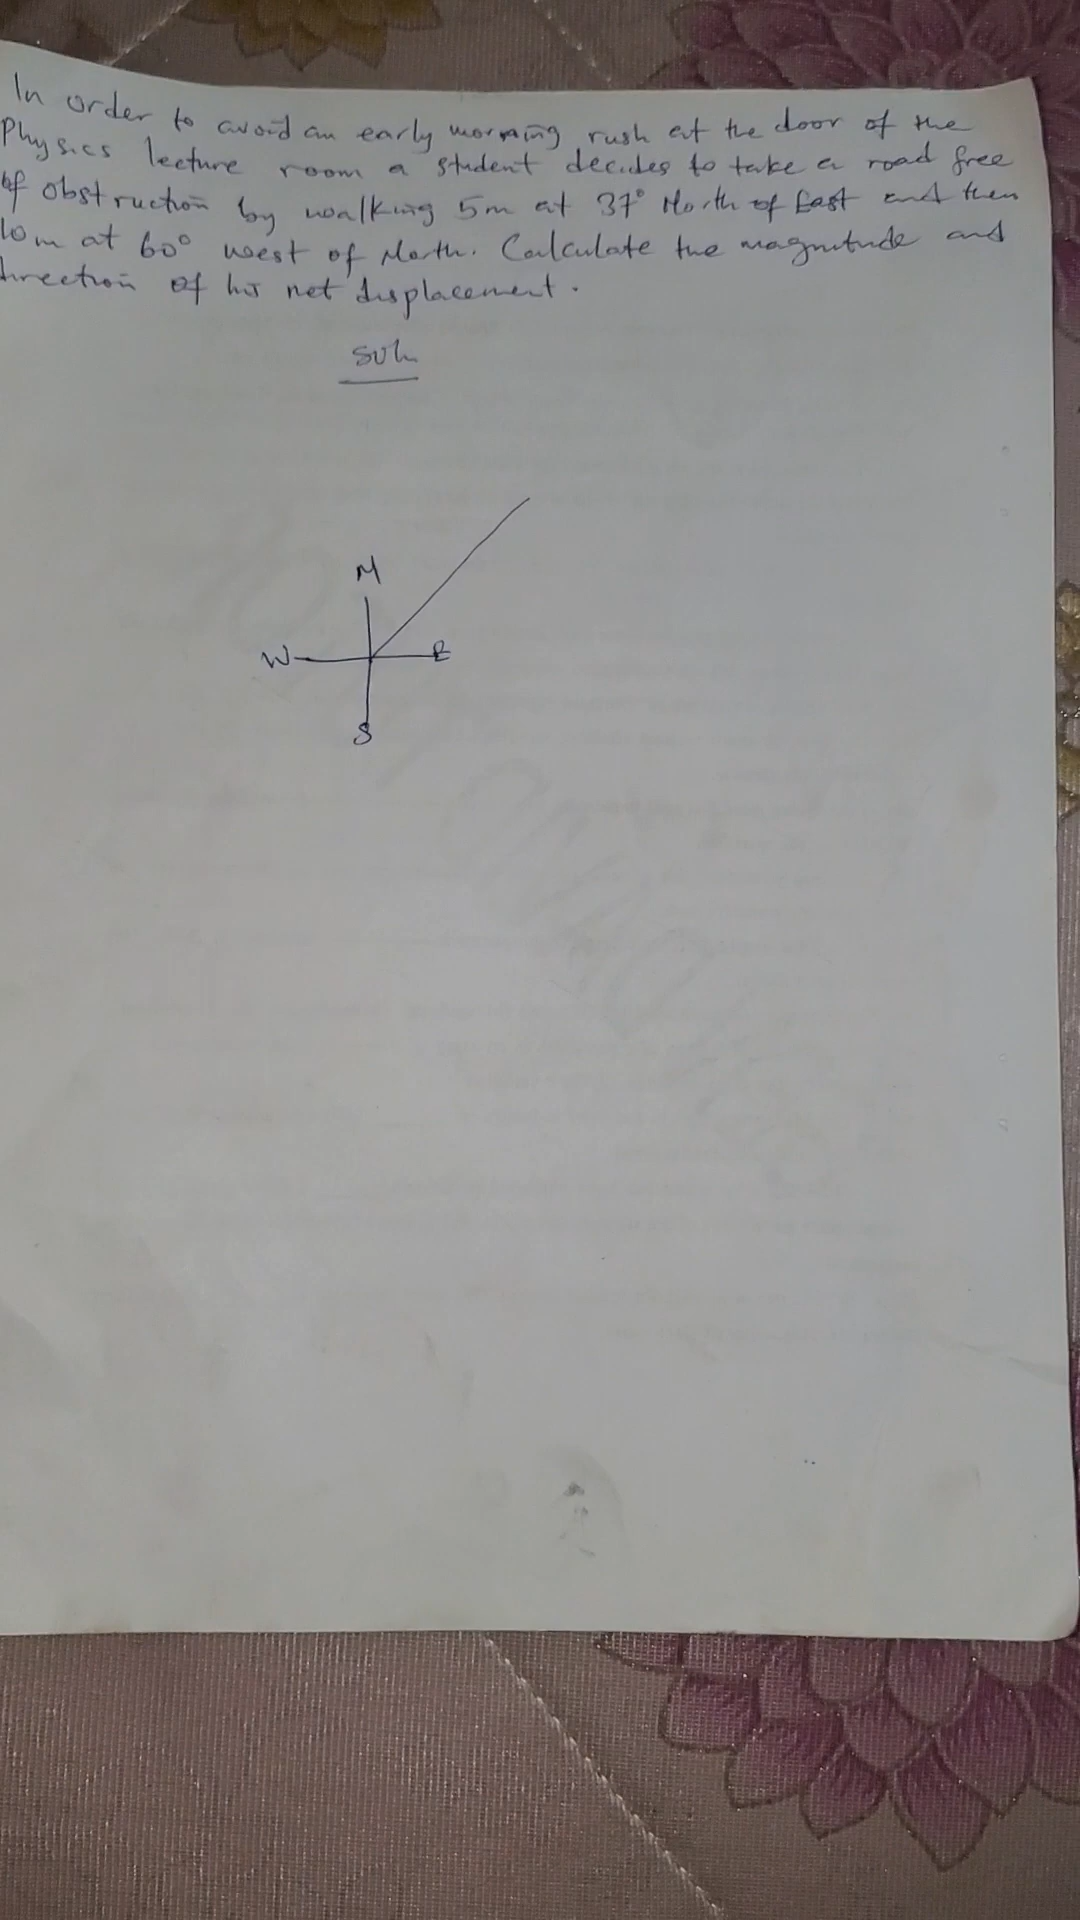 In order to avoid an early morning rush at the door of the
Physics lecture room a student decides to take a road free
of obstruction by walking 5m at 37° North of East and then
10m at 60° west of North. Calculate the magnitude and
direction of his net displacement.
Soln
N
W
E
S